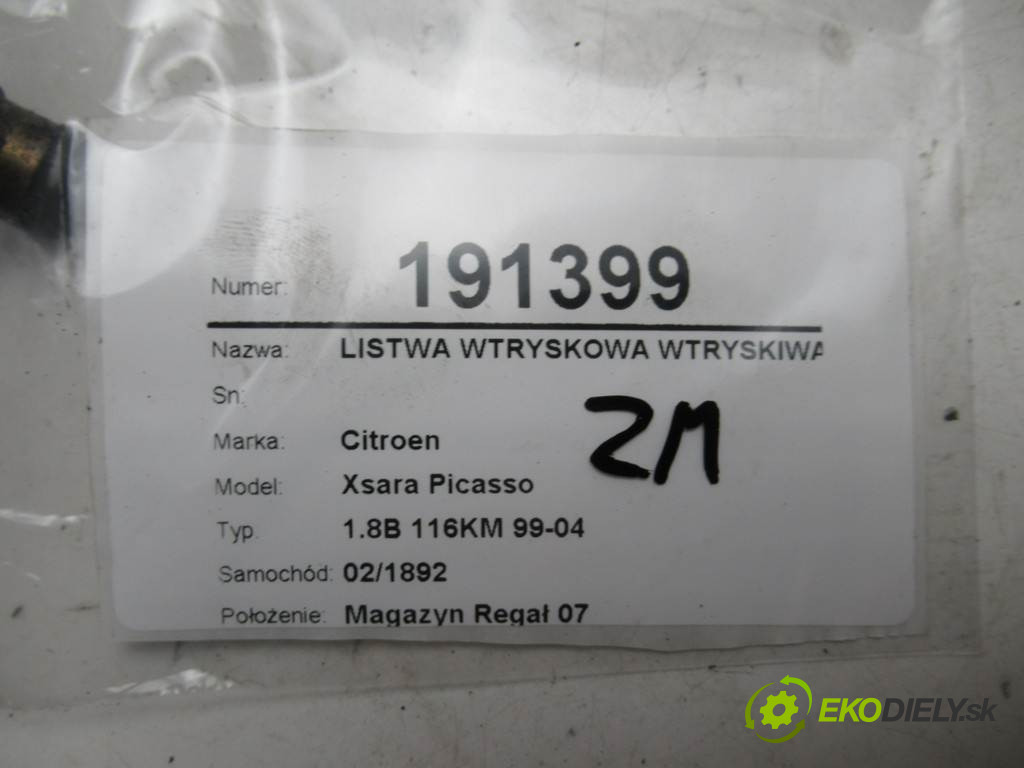 Numer: 191399
Nazwa: LISTWA WTRYSKOWA WTRYSKIWA
Sn:
ZM
Marka: Citroen
Model: Xsara Picasso
Typ: 1.8B 116KM 99-04
Samochód: 02/1892
Położenie: Magazyn Regał 07
EKODIELY.sk